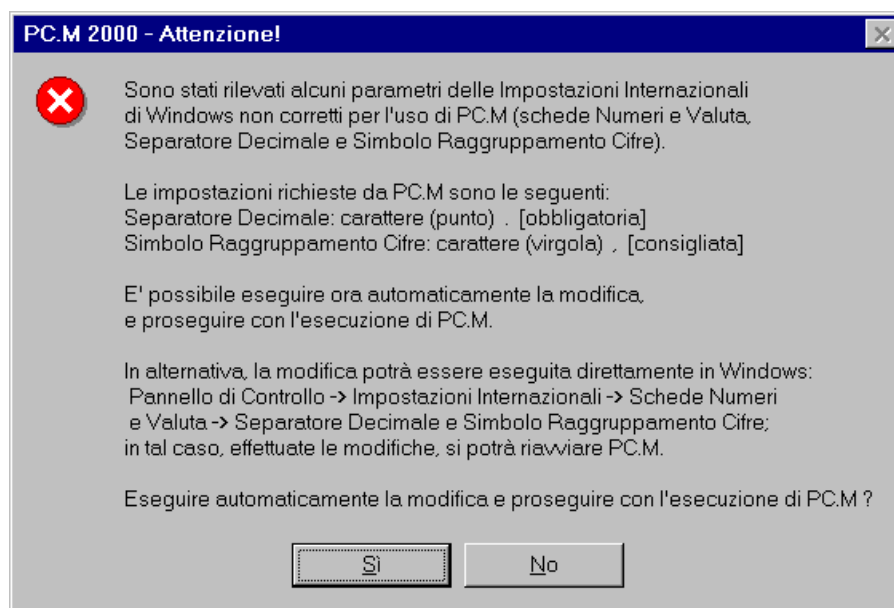 PC.M 2000 - Attenzione!
Sono stati rilevati alcuni parametri delle Impostazioni Internazionali
di Windows non corretti per l'uso di PC.M (schede Numeri e Valuta,
Separatore Decimale e Simbolo Raggruppamento Cifre).
Le impostazioni richieste da PC.M sono le seguenti:
Separatore Decimale: carattere (punto) . [obbligatoria]
Simbolo Raggruppamento Cifre: carattere (virgola) , [consigliata]
E' possibile eseguire ora automaticamente la modifica,
e proseguire con l'esecuzione di PC.M.
In alternativa, la modifica potrà essere eseguita direttamente in Windows:
Pannello di Controllo -> Impostazioni Internazionali -> Schede Numeri
e Valuta -> Separatore Decimale e Simbolo Raggruppamento Cifre;
in tal caso, effettuate le modifiche, si potrà riavviare PC.M.
Eseguire automaticamente la modifica e proseguire con l'esecuzione di PC.M ?
Sì
No